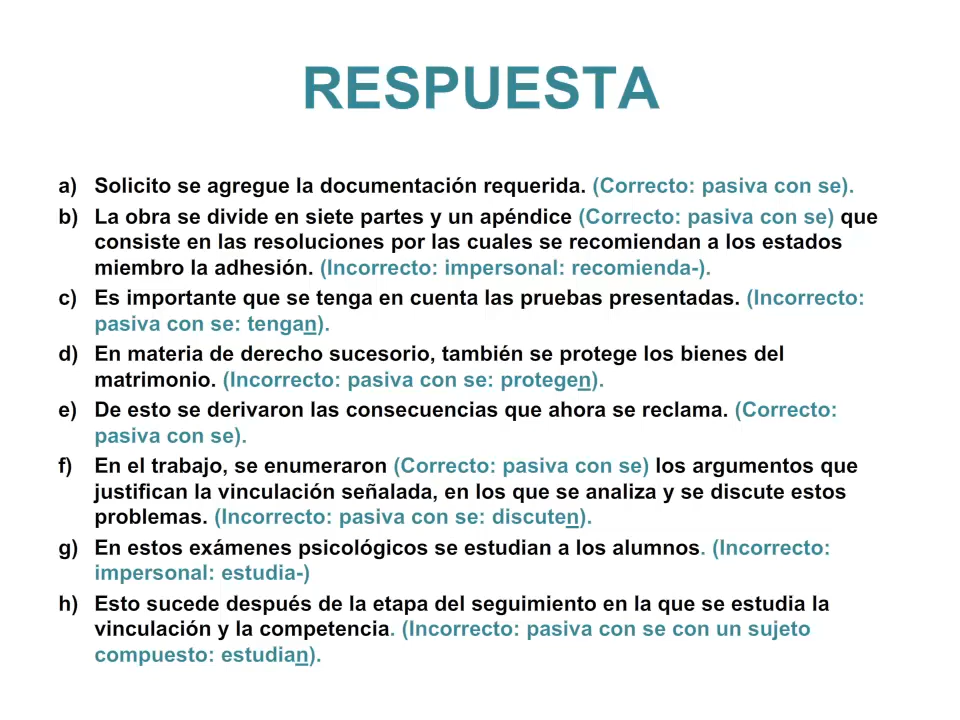 RESPUESTA
a) Solicito se agregue la documentación requerida. (Correcto: pasiva con se).
b) La obra se divide en siete partes y un apéndice (Correcto: pasiva con se) que
consiste en las resoluciones por las cuales se recomiendan a los estados
miembro la adhesión. (Incorrecto: impersonal: recomienda-).
c) Es importante que se tenga en cuenta las pruebas presentadas. (Incorrecto:
pasiva con se: tengan).
d) En materia de derecho sucesorio, también se protege los bienes del
matrimonio. (Incorrecto: pasiva con se: protegen).
e) De esto se derivaron las consecuencias que ahora se reclama. (Correcto:
pasiva con se).
f) En el trabajo, se enumeraron (Correcto: pasiva con se) los argumentos que
justifican la vinculación señalada, en los que se analiza y se discute estos
problemas. (Incorrecto: pasiva con se: discuten).
g) En estos exámenes psicológicos se estudian a los alumnos. (Incorrecto:
impersonal: estudia-)
h) Esto sucede después de la etapa del seguimiento en la que se estudia la
vinculación y la competencia. (Incorrecto: pasiva con se con un sujeto
compuesto: estudian).